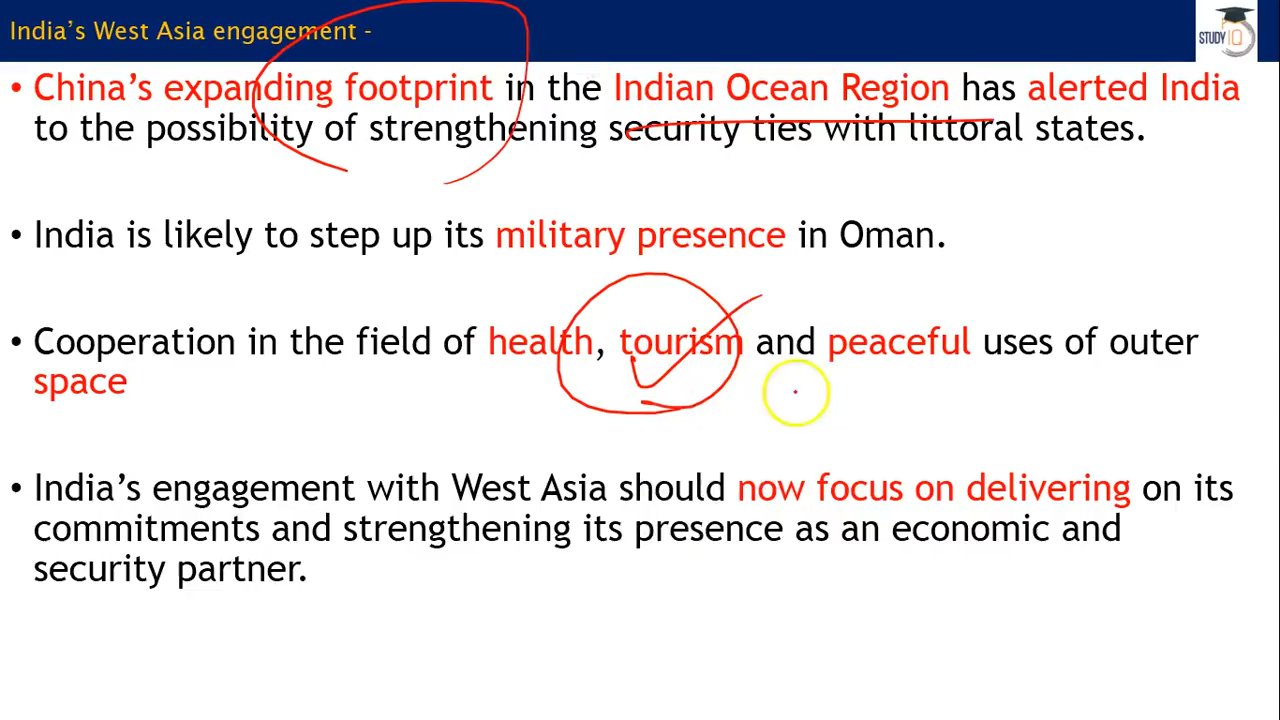 India's West Asia engagement -
STUDY IQ
• China's expanding footprint in the Indian Ocean Region has alerted India
to the possibility of strengthening security ties with littoral states.
• India is likely to step up its military presence in Oman.
• Cooperation in the field of health, tourism and peaceful uses of outer
space
• India's engagement with West Asia should now focus on delivering on its
commitments and strengthening its presence as an economic and
security partner.